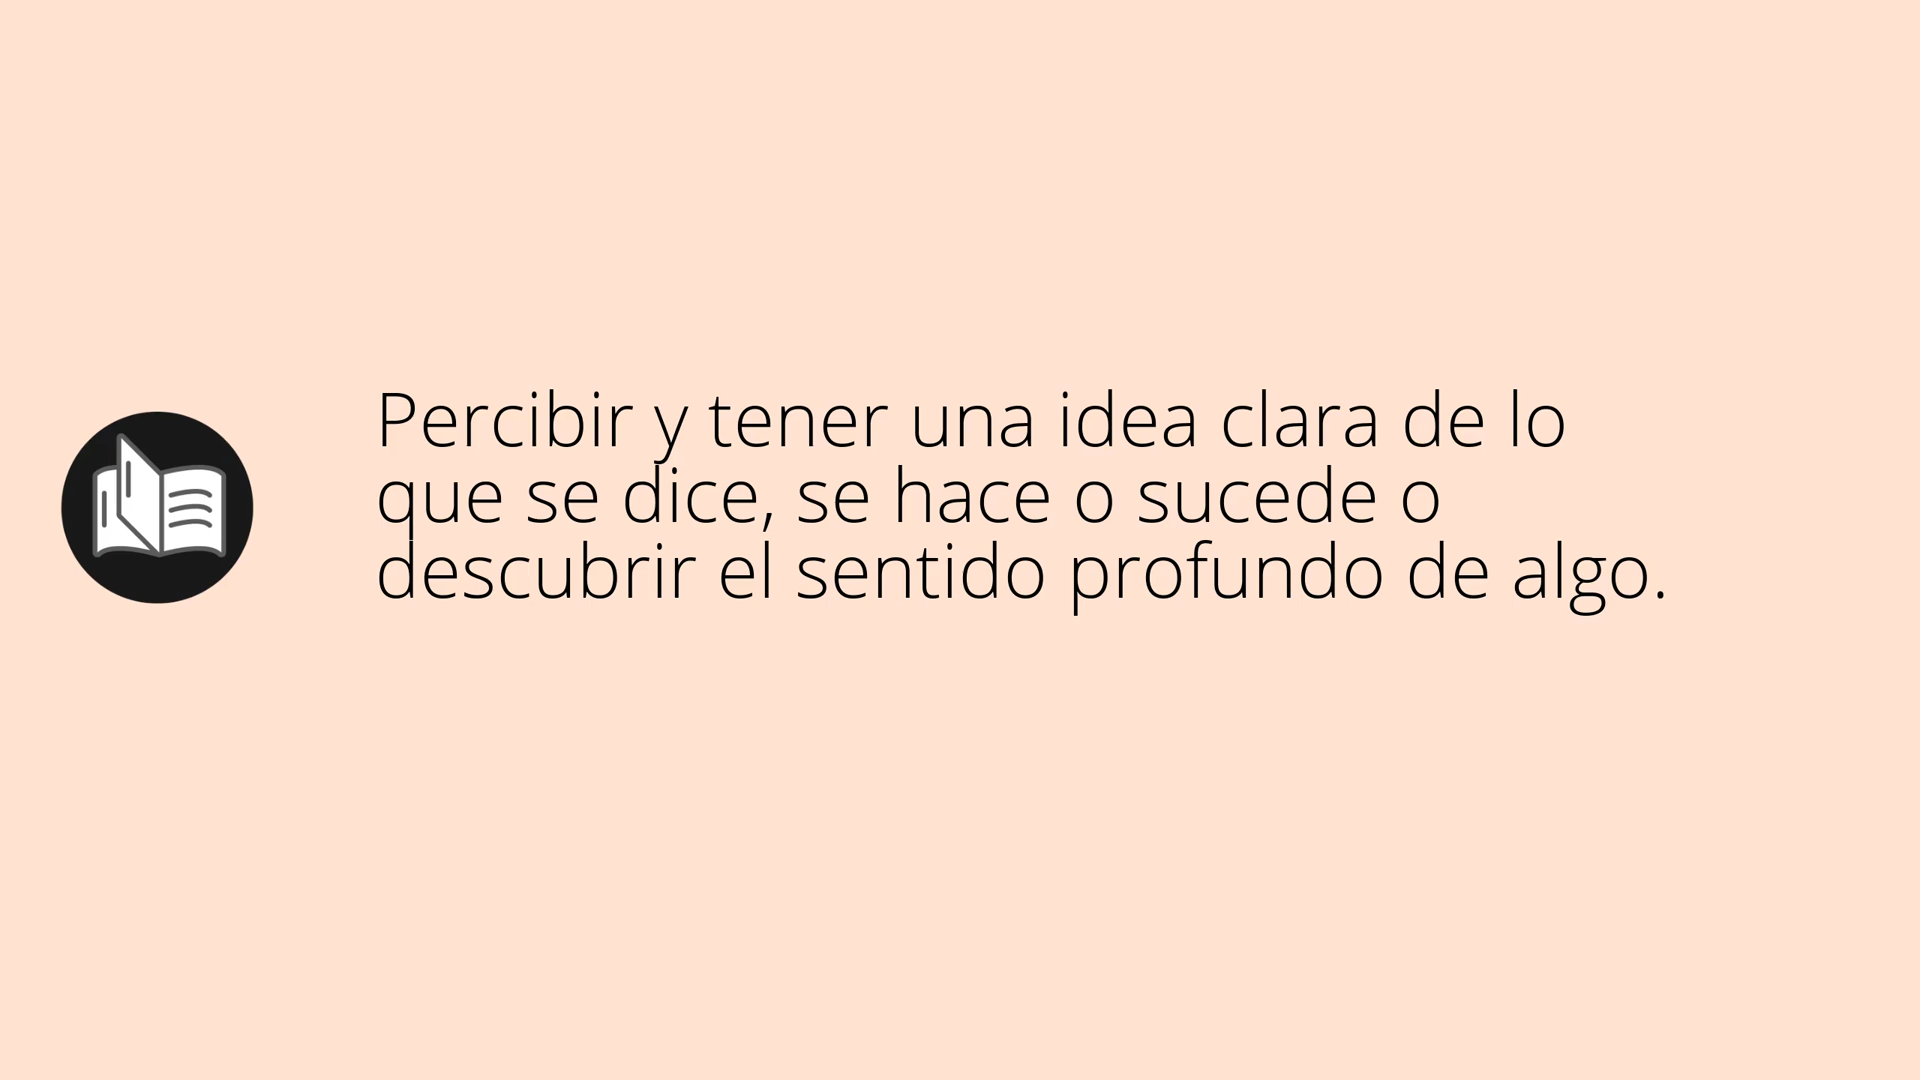 Percibir y tener una idea clara de lo
que se dice, se hace o sucede o
descubrir el sentido profundo de algo.